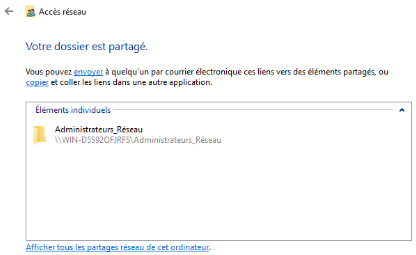 Accès réseau
Votre dossier est partagé.
Vous pouvez envoyer à quelqu'un par courrier électronique ces liens vers des éléments partagés, ou
copier et coller les liens dans une autre application.
Éléments individuels
Administrateurs_Réseau
\\WIN-D5S92OFJRFS\Administrateurs_Réseau
Afficher tous les partages réseau de cet ordinateur.